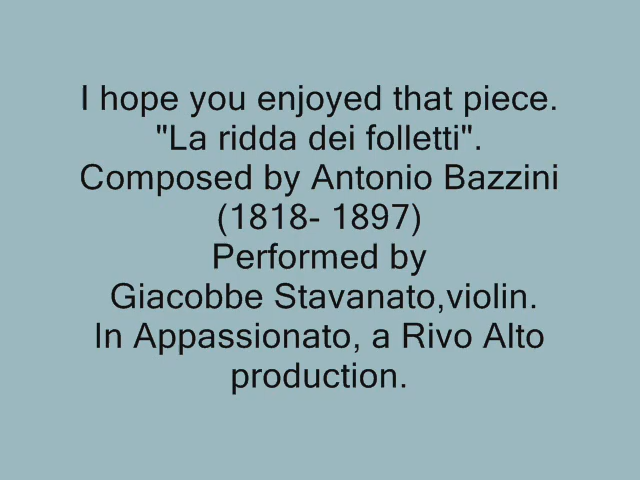 I hope you enjoyed that piece.
"La ridda dei folletti".
Composed by Antonio Bazzini
(1818- 1897)
Performed by
Giacobbe Stavanato,violin.
In Appassionato, a Rivo Alto
production.